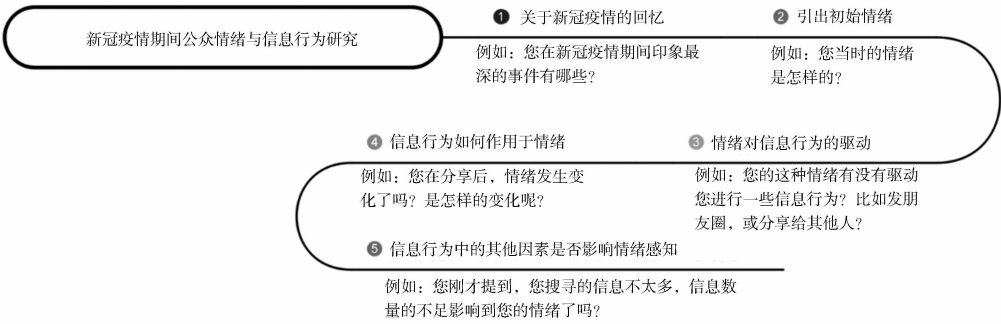 新冠疫情期间公众情绪与信息行为研究
1 关于新冠疫情的回忆
例如：您在新冠疫情期间印象最
深的事件有哪些？
2 引出初始情绪
例如：您当时的情绪
是怎样的？
3 情绪对信息行为的驱动
例如：您的这种情绪有没有驱动
您进行一些信息行为？比如发朋
友圈，或分享给其他人？
4 信息行为如何作用于情绪
例如：您在分享后，情绪发生变
化了吗？是怎样的变化呢？
5 信息行为中的其他因素是否影响情绪感知
例如：您刚才提到，您搜寻的信息不太多，信息数
量的不足影响到您的情绪了吗？